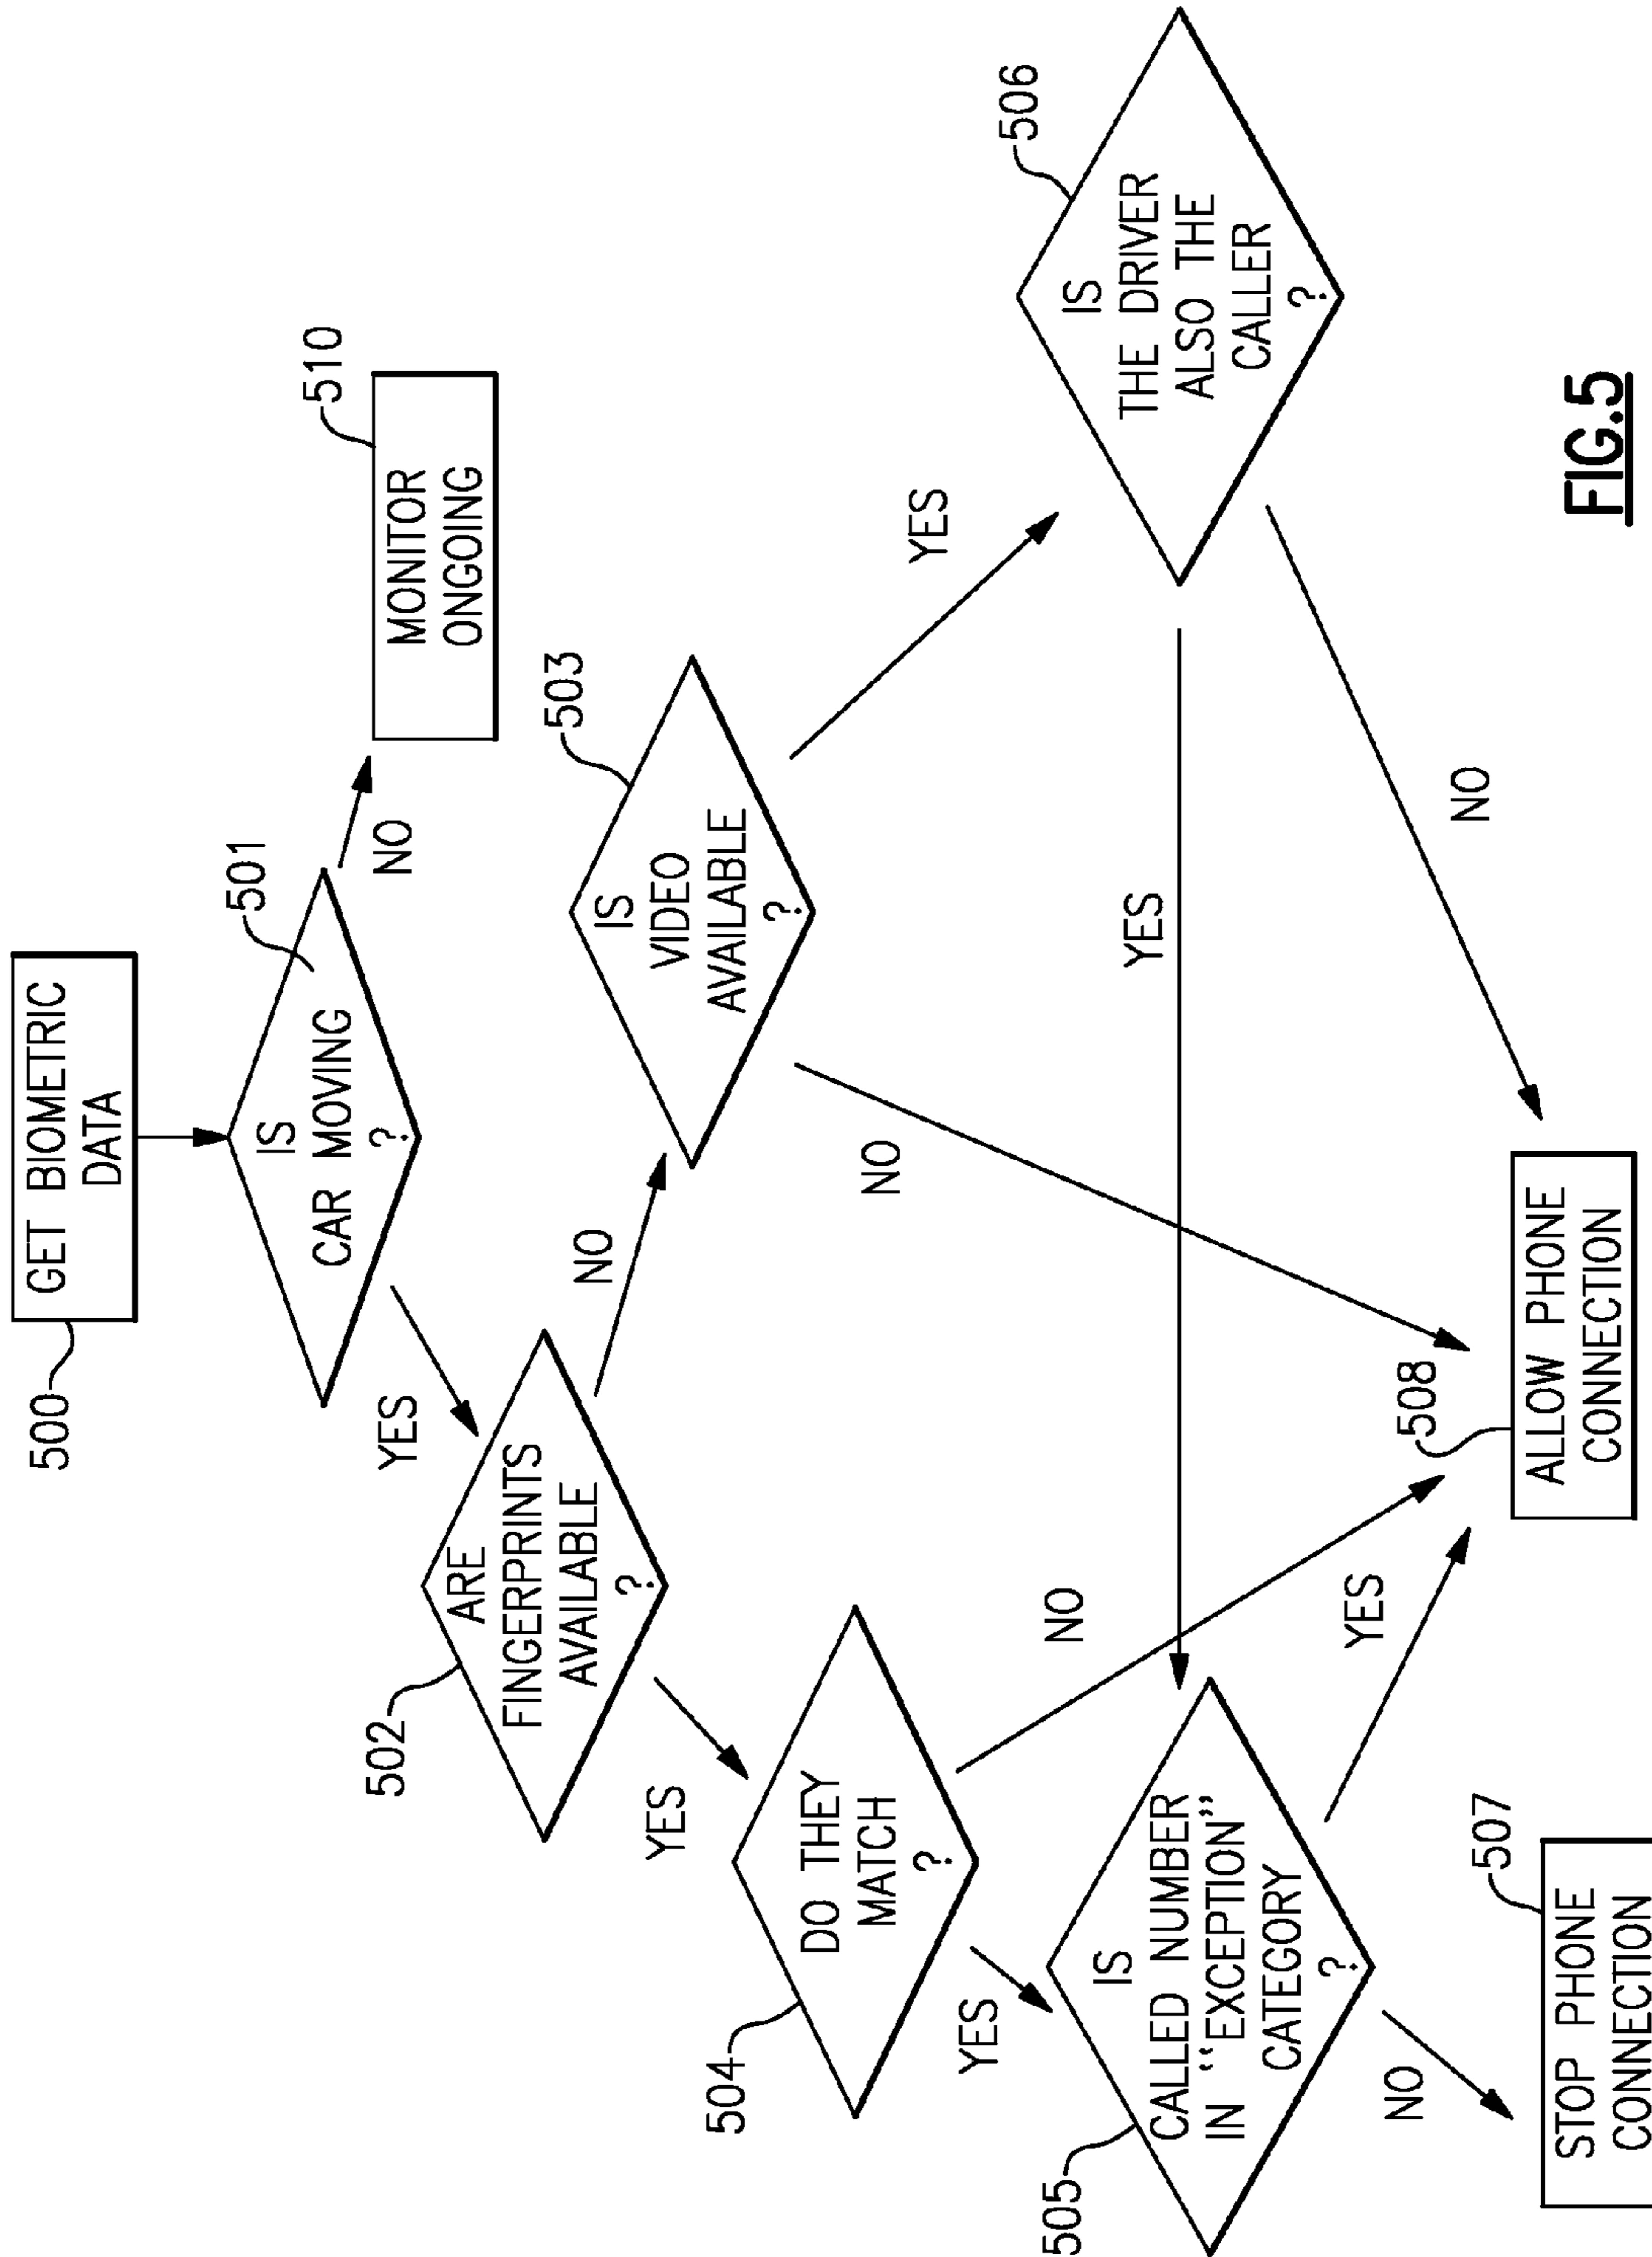 GET BIOMETRIC
DATA
500
IS
CAR MOVING
?
501
NO
MONITOR
ONGOING
510
YES
ARE
FINGERPRINTS
AVAILABLE
?
502
NO
IS
VIDEO
AVAILABLE
?
503
YES
DO THEY
MATCH
?
504
NO
YES
IS
THE DRIVER
ALSO THE
CALLER
?
506
YES
NO
YES
IS
CALLED NUMBER
IN "EXCEPTION"
CATEGORY
?
505
NO
YES
NO
STOP PHONE
CONNECTION
507
ALLOW PHONE
CONNECTION
508
FIG.5